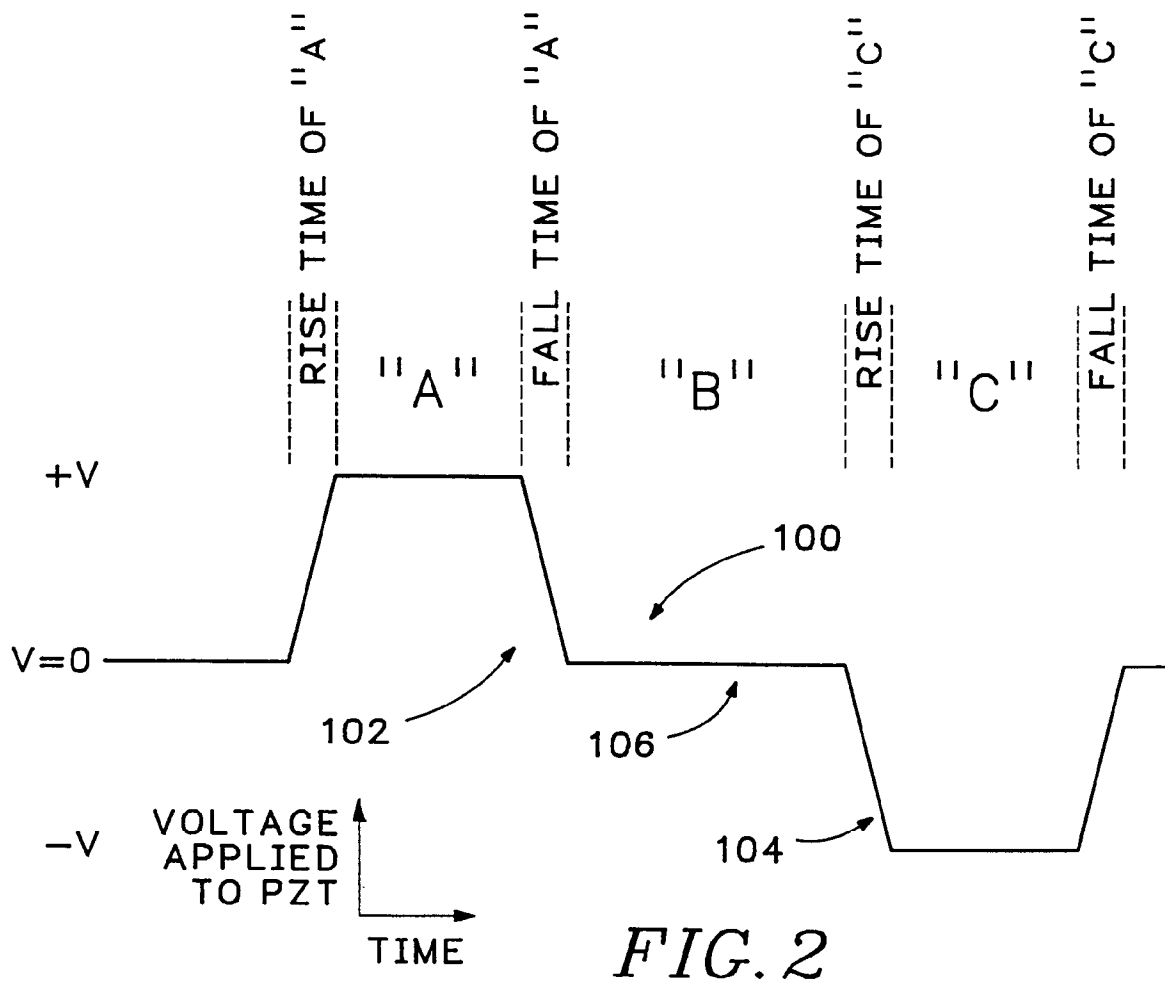 RISE TIME OF "A"
FALL TIME OF "A"
RISE TIME OF "C"
FALL TIME OF "C"
"A"
"B"
"C"
+V
100
V=0
102
106
-V
104
VOLTAGE
APPLIED
TO PZT
TIME
FIG. 2